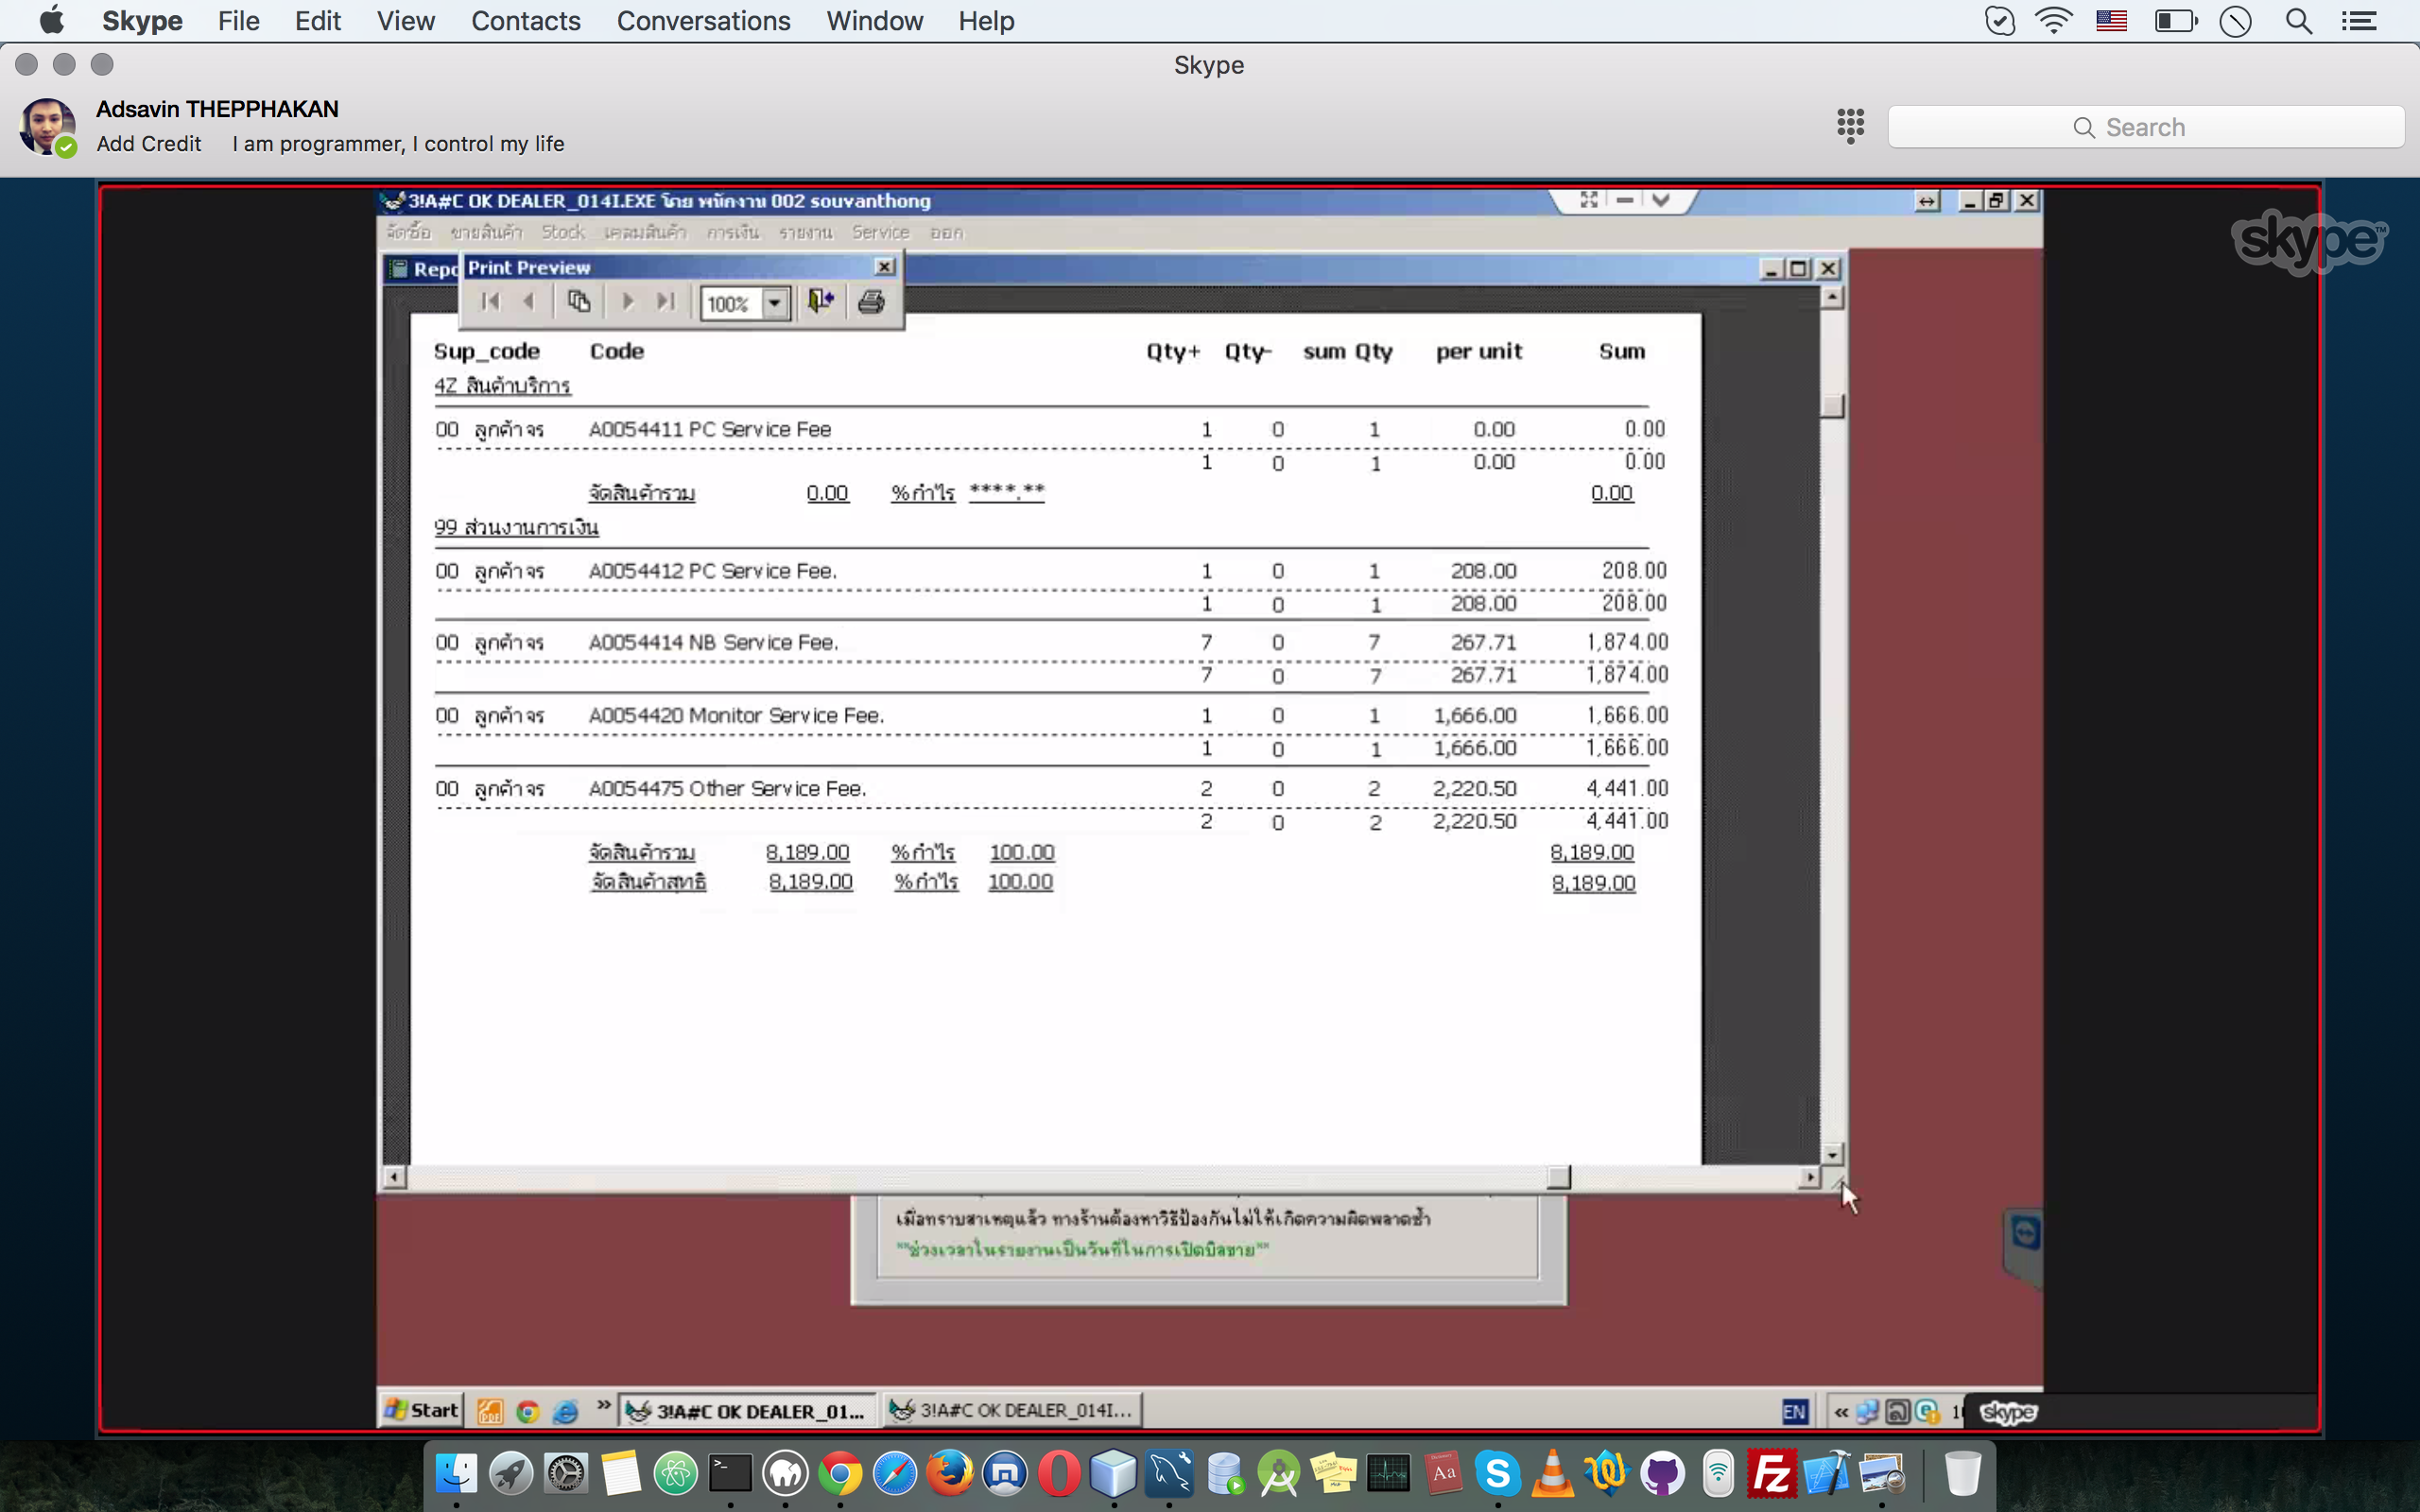 Skype File Edit View Contacts Conversations Window Help
Skype
Adsavin THEPPHAKAN
Add Credit I am programmer, I control my life
Search
3!A#C OK DEALER_014I.EXE โดย พนักงาน 002 souvanthong
skype
จัดซื้อ ขายสินค้า Stock เคลมสินค้า การเงิน รายงาน Service ออก
Repo
Print Preview
100%
Sup_code Code Qty+ Qty- sum Qty per unit Sum
4Z สินค้าบริการ
00 ลูกค้าจร A0054411 PC Service Fee 1 0 1 0.00 0.00
1 0 1 0.00 0.00
จัดสินค้ารวม 0.00 %กำไร ****.** 0.00
99 ส่วนงานการเงิน
00 ลูกค้าจร A0054412 PC Service Fee. 1 0 1 208.00 208.00
1 0 1 208.00 208.00
00 ลูกค้าจร A0054414 NB Service Fee. 7 0 7 267.71 1,874.00
7 0 7 267.71 1,874.00
00 ลูกค้าจร A0054420 Monitor Service Fee. 1 0 1 1,666.00 1,666.00
1 0 1 1,666.00 1,666.00
00 ลูกค้าจร A0054475 Other Service Fee. 2 0 2 2,220.50 4,441.00
2 0 2 2,220.50 4,441.00
จัดสินค้ารวม 8,189.00 %กำไร 100.00 8,189.00
จัดสินค้าสุทธิ 8,189.00 %กำไร 100.00 8,189.00
เมื่อทราบสาเหตุแล้ว ทางร้านต้องหาวิธีป้องกันไม่ให้เกิดความผิดพลาดซ้ำ
**ช่วงเวลาในรายงานเป็นวันที่ในการเปิดบิลขาย**
Start » 3!A#C OK DEALER_01... 3!A#C OK DEALER_014I... EN « skype